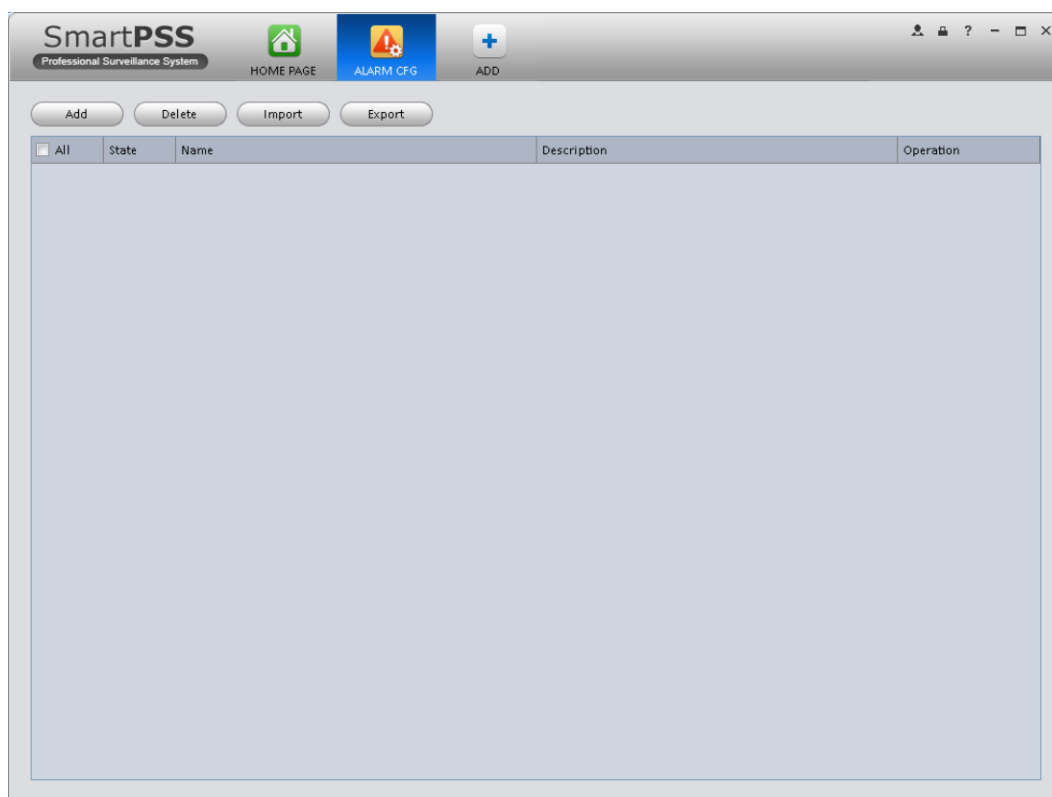 SmartPSS
Professional Surveillance System
HOME PAGE
ALARM CFG
ADD
?
Add
Delete
Import
Export
All
State
Name
Description
Operation